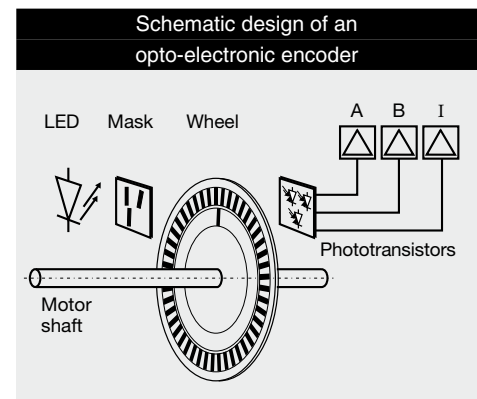 Schematic design of an
opto-electronic encoder
A B I
LED Mask Wheel
Phototransistors
Motor
shaft